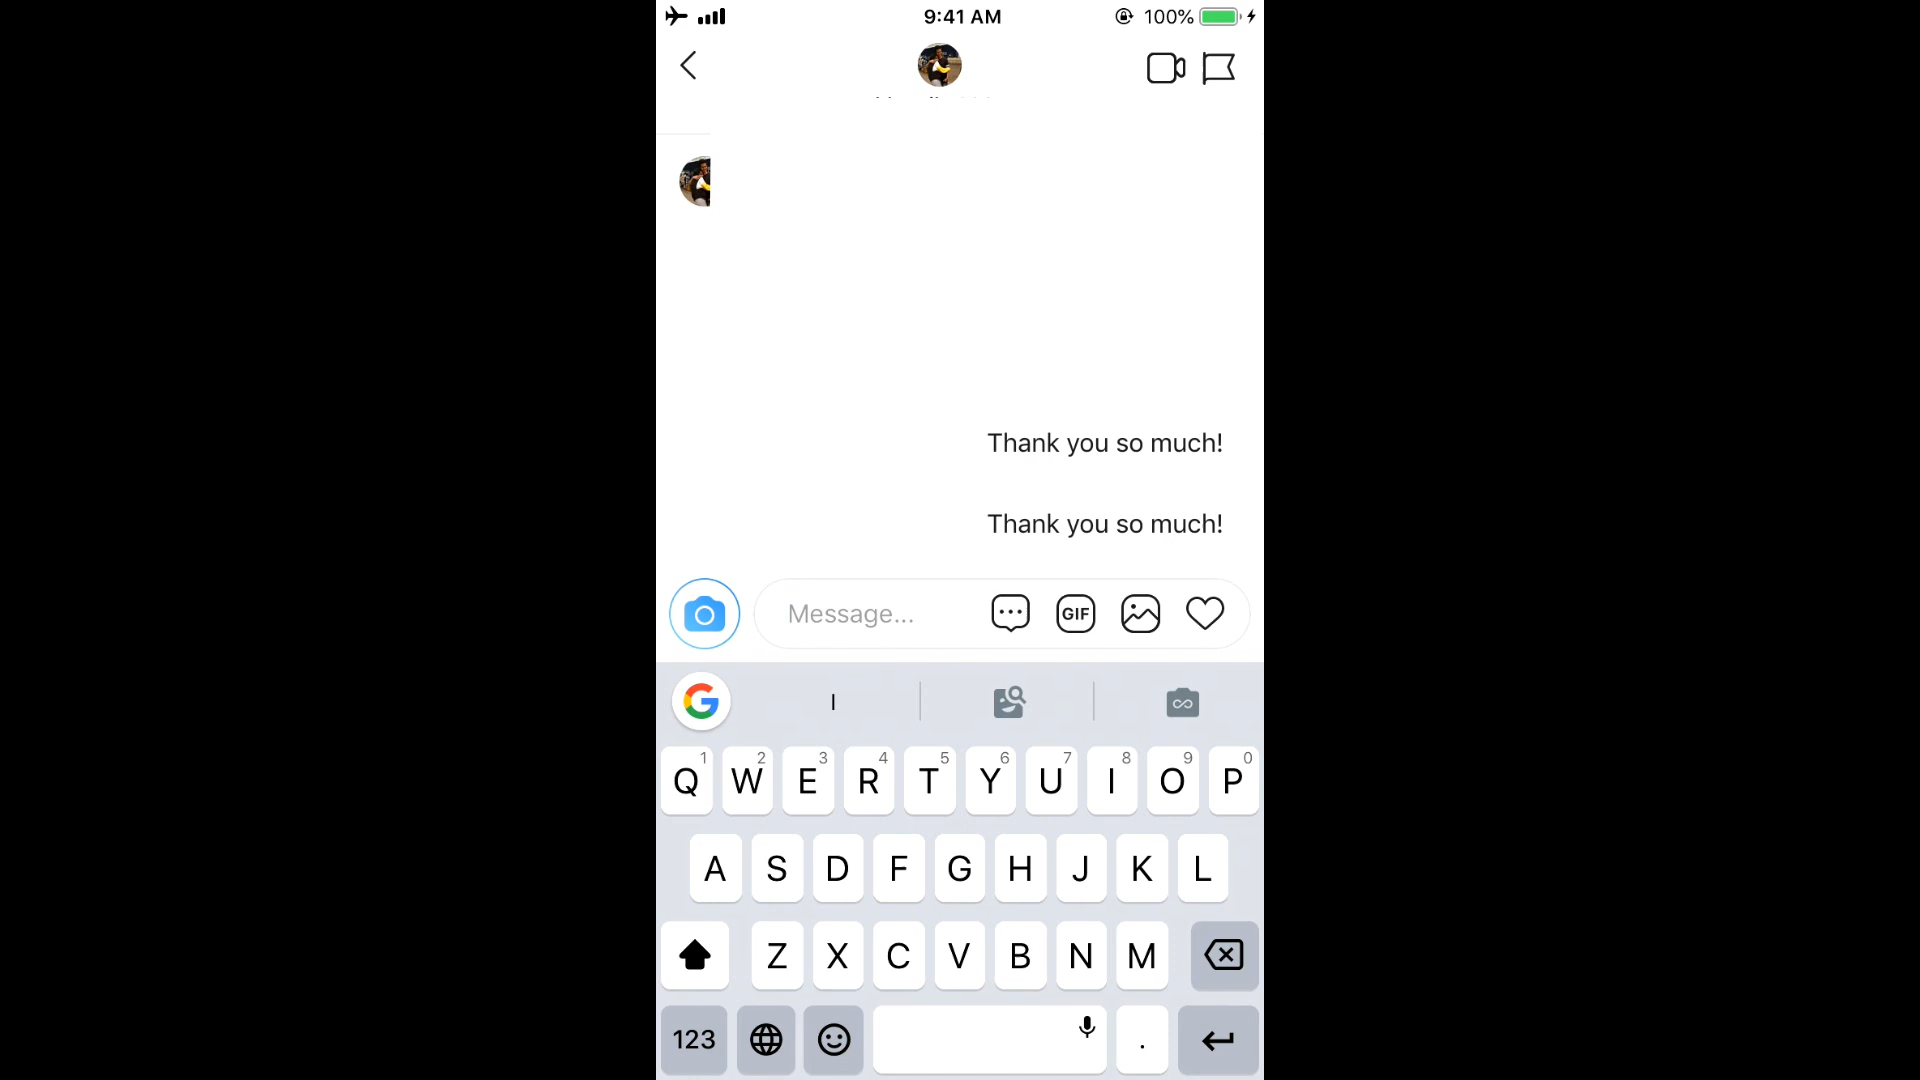 9:41 AM
100%
Thank you so much!
Thank you so much!
Message...
GIF
G
I
1 2 3 4 5 6 7 8 9 0
Q W E R T Y U I O P
A S D F G H J K L
Z X C V B N M
123 .